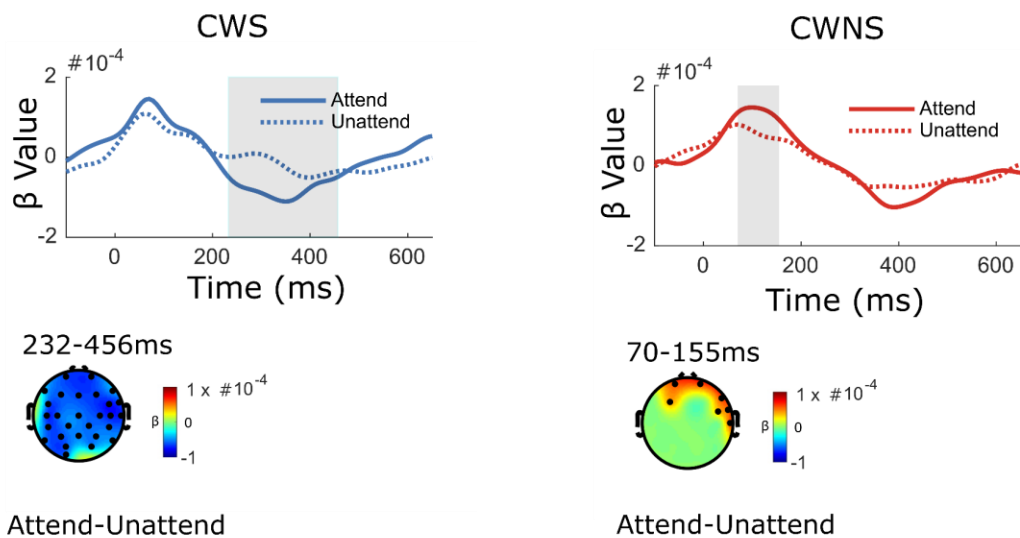 CWS
#10-4
2
0
-2
β Value
Attend
Unattend
0 200 400 600
Time (ms)
232-456ms
1 x #10-4
β 0
-1
Attend-Unattend
CWNS
#10-4
2
0
-2
β Value
Attend
Unattend
0 200 400 600
Time (ms)
70-155ms
1 x #10-4
β 0
-1
Attend-Unattend